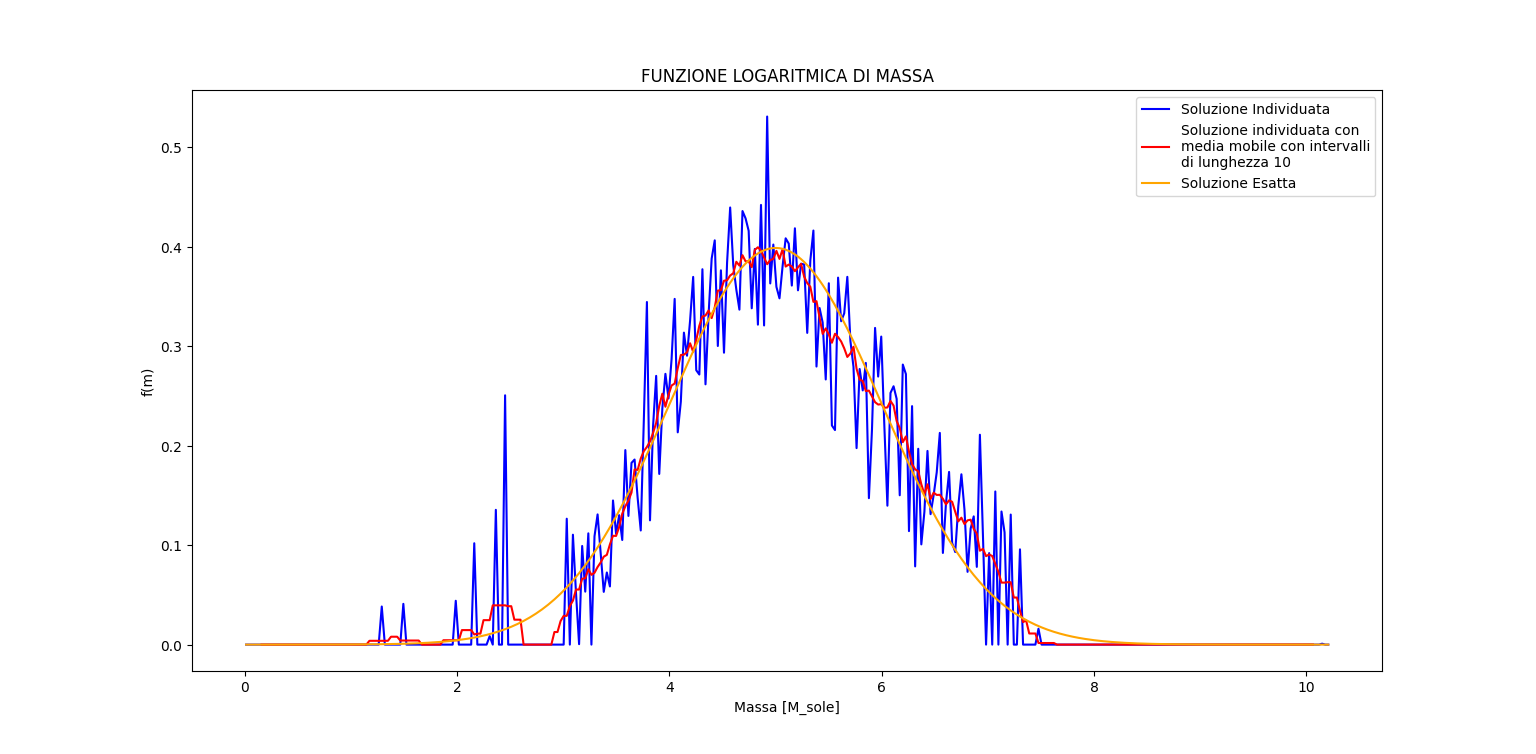 FUNZIONE LOGARITMICA DI MASSA
Soluzione Individuata
Soluzione individuata con
media mobile con intervalli
di lunghezza 10
Soluzione Esatta
f(m)
0.5
0.4
0.3
0.2
0.1
0.0
0 2 4 6 8 10
Massa [M_sole]